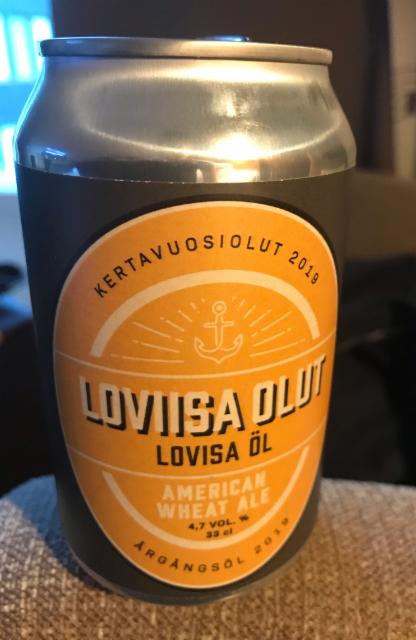 KERTAVUOSIOLUT 2019
LOVIISA OLUT
LOVISA ÖL
AMERICAN
WHEAT ALE
4,7 VOL. %
33 cl
ÅRGÅNGSÖL 2019